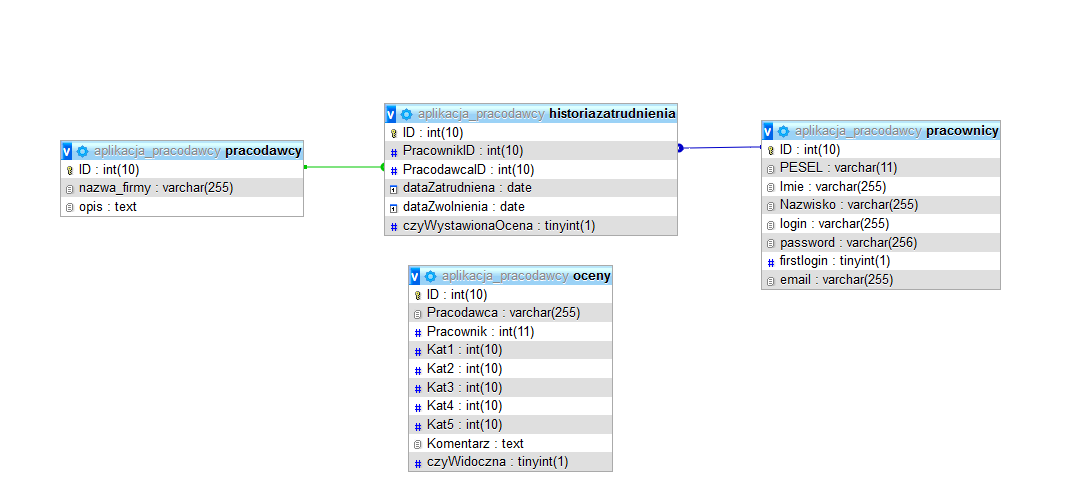 aplikacja_pracodawcy pracodawcy
ID : int(10)
nazwa_firmy : varchar(255)
opis : text
v aplikacja_pracodawcy historiazatrudnienia
ID : int(10)
# PracownikID : int(10)
# PracodawcaID : int(10)
dataZatrudniena : date
dataZwolnienia : date
# czyWystawionaOcena : tinyint(1)
v aplikacja_pracodawcy pracownicy
ID : int(10)
PESEL : varchar(11)
Imie : varchar(255)
Nazwisko : varchar(255)
login : varchar(255)
password : varchar(256)
# firstlogin : tinyint(1)
email : varchar(255)
v aplikacja_pracodawcy oceny
ID : int(10)
Pracodawca : varchar(255)
# Pracownik : int(11)
# Kat1 : int(10)
# Kat2 : int(10)
# Kat3 : int(10)
# Kat4 : int(10)
# Kat5 : int(10)
Komentarz : text
# czyWidoczna : tinyint(1)